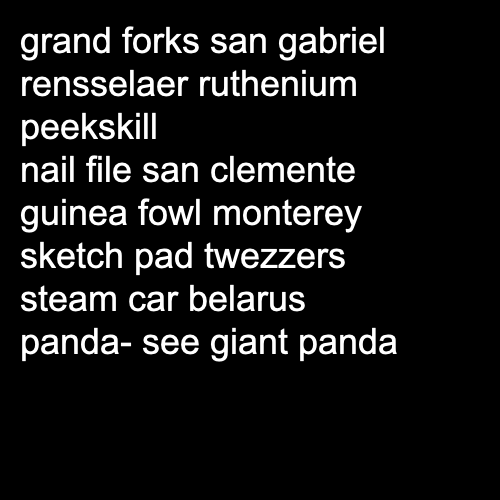 grand forks san gabriel
rensselaer ruthenium
peekskill
nail file san clemente
guinea fowl monterey
sketch pad twezzers
steam car belarus
panda- see giant panda